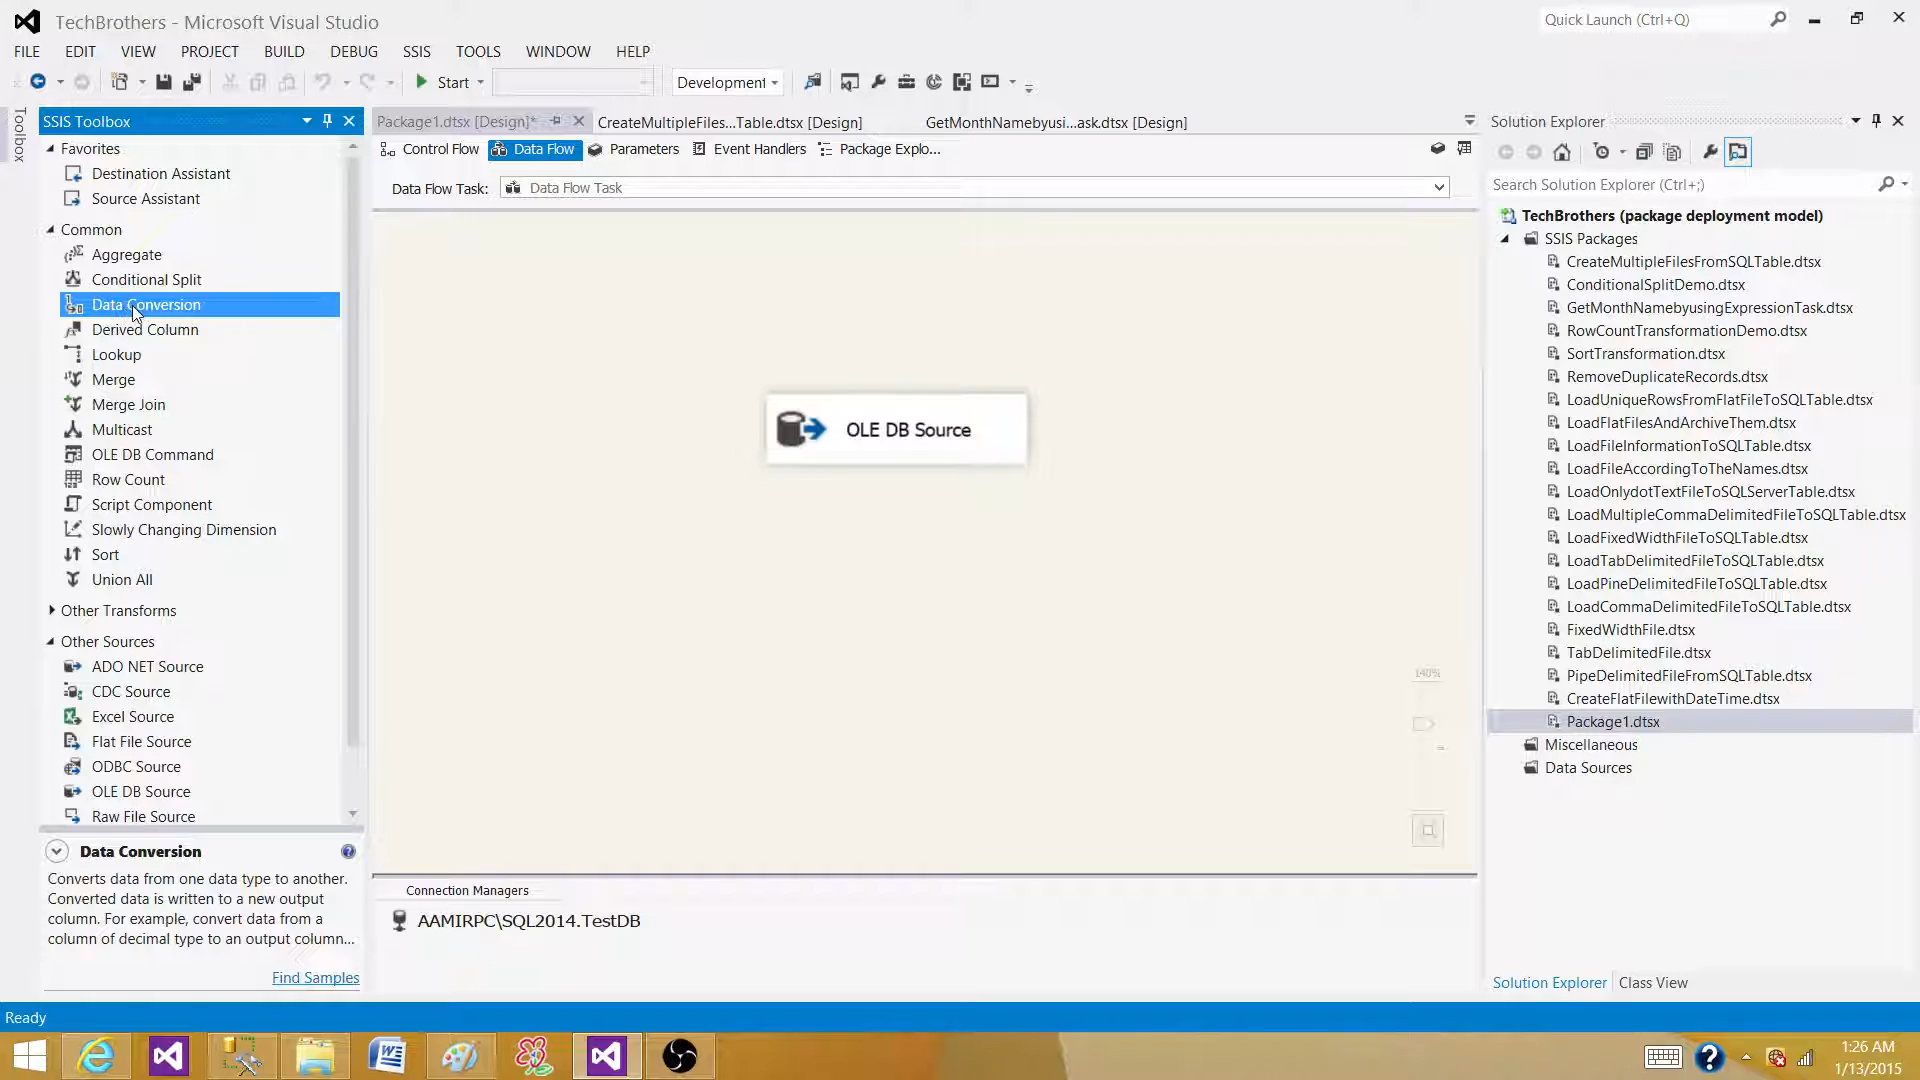 TechBrothers - Microsoft Visual Studio
Quick Launch (Ctrl+Q)
FILE EDIT VIEW PROJECT BUILD DEBUG SSIS TOOLS WINDOW HELP
Start Development
Toolbox
SSIS Toolbox
Favorites
Destination Assistant
Source Assistant
Common
Aggregate
Conditional Split
Data Conversion
Derived Column
Lookup
Merge
Merge Join
Multicast
OLE DB Command
Row Count
Script Component
Slowly Changing Dimension
Sort
Union All
Other Transforms
Other Sources
ADO NET Source
CDC Source
Excel Source
Flat File Source
ODBC Source
OLE DB Source
Raw File Source
Data Conversion
Converts data from one data type to another.
Converted data is written to a new output
column. For example, convert data from a
column of decimal type to an output column...
Find Samples
Package1.dtsx [Design]* CreateMultipleFiles...Table.dtsx [Design] GetMonthNamebyusi...ask.dtsx [Design]
Control Flow Data Flow Parameters Event Handlers Package Explo...
Data Flow Task: Data Flow Task
OLE DB Source
140%
Connection Managers
AAMIRPC\SQL2014.TestDB
Solution Explorer
Search Solution Explorer (Ctrl+;)
TechBrothers (package deployment model)
SSIS Packages
CreateMultipleFilesFromSQLTable.dtsx
ConditionalSplitDemo.dtsx
GetMonthNamebyusingExpressionTask.dtsx
RowCountTransformationDemo.dtsx
SortTransformation.dtsx
RemoveDuplicateRecords.dtsx
LoadUniqueRowsFromFlatFileToSQLTable.dtsx
LoadFlatFilesAndArchiveThem.dtsx
LoadFileInformationToSQLTable.dtsx
LoadFileAccordingToTheNames.dtsx
LoadOnlydotTextFileToSQLServerTable.dtsx
LoadMultipleCommaDelimitedFileToSQLTable.dtsx
LoadFixedWidthFileToSQLTable.dtsx
LoadTabDelimitedFileToSQLTable.dtsx
LoadPineDelimitedFileToSQLTable.dtsx
LoadCommaDelimitedFileToSQLTable.dtsx
FixedWidthFile.dtsx
TabDelimitedFile.dtsx
PipeDelimitedFileFromSQLTable.dtsx
CreateFlatFilewithDateTime.dtsx
Package1.dtsx
Miscellaneous
Data Sources
Solution Explorer Class View
Ready
1:26 AM
1/13/2015